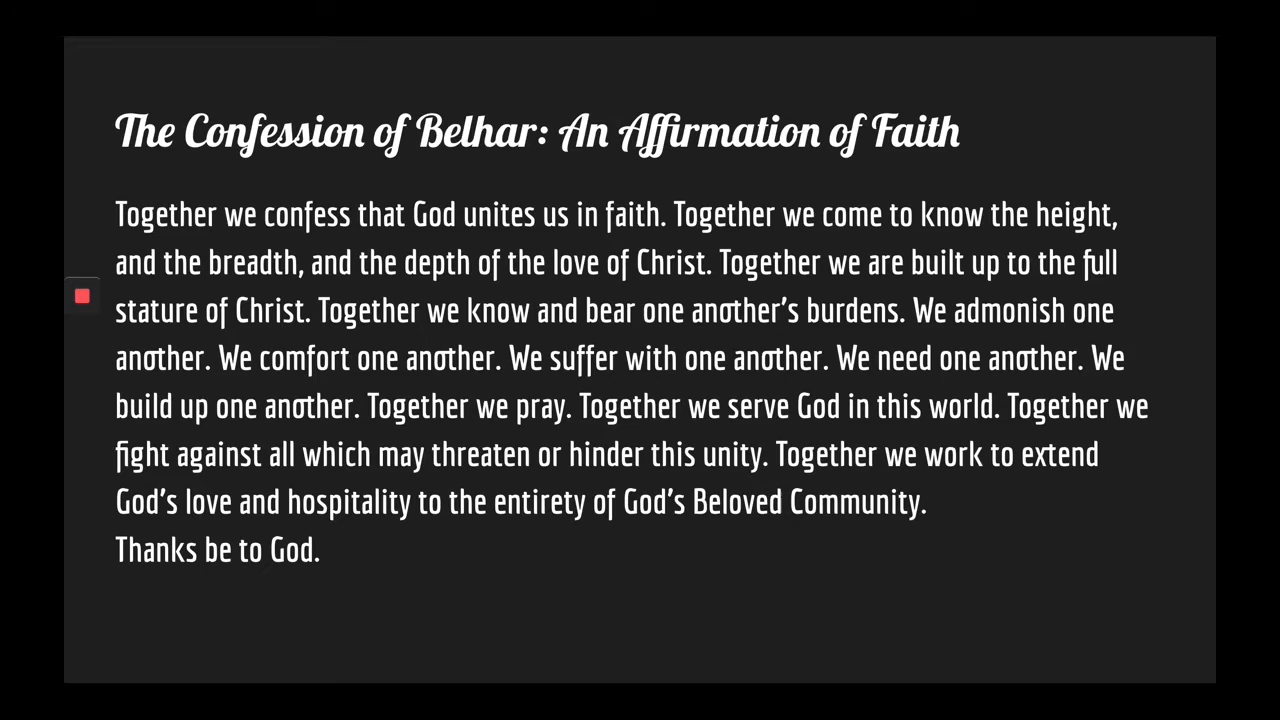 The Confession of Belhar: An Affirmation of Faith
Together we confess that God unites us in faith. Together we come to know the height,
and the breadth, and the depth of the love of Christ. Together we are built up to the full
stature of Christ. Together we know and bear one another's burdens. We admonish one
another. We comfort one another. We suffer with one another. We need one another. We
build up one another. Together we pray. Together we serve God in this world. Together we
fight against all which may threaten or hinder this unity. Together we work to extend
God's love and hospitality to the entirety of God's Beloved Community.
Thanks be to God.